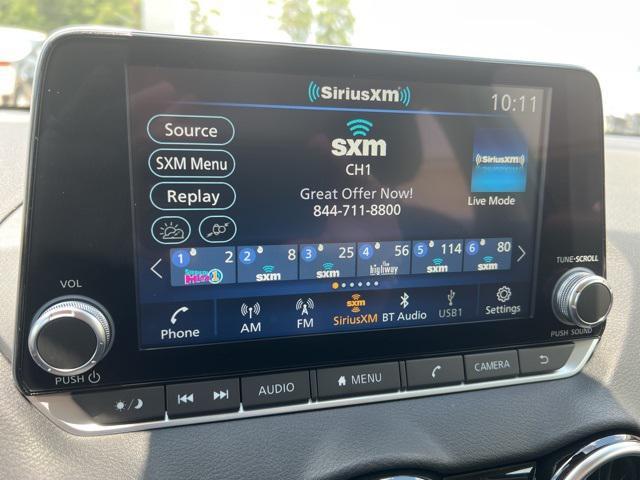 SiriusXM
10:11
Source
SXM Menu
Replay
sxm
CH1
Great Offer Now!
844-711-8800
SiriusXM
Live Mode
1 2
2 8
sxm
3 25
sxm
4 56
the highway
5 114
sxm
6 80
sxm
Phone
AM
FM
sxm
SiriusXM
BT Audio
USB1
Settings
VOL
PUSH
TUNE·SCROLL
PUSH SOUND
AUDIO
MENU
CAMERA